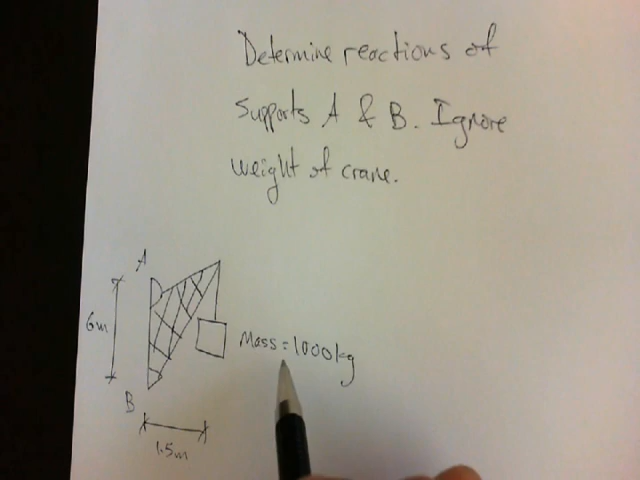 Determine reactions of
Supports A & B. Ignore
weight of crane.
A
6m
Mass = 1000kg
B
1.5m